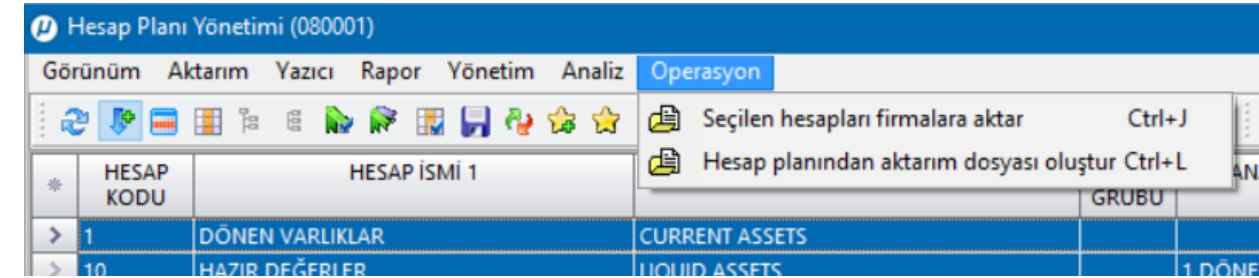 Hesap Planı Yönetimi (080001)
Görünüm Aktarım Yazıcı Rapor Yönetim Analiz Operasyon
Seçilen hesapları firmalara aktar Ctrl+J
Hesap planından aktarım dosyası oluştur Ctrl+L
HESAP KODU HESAP İSMİ 1 GRUBU
1 DÖNEN VARLIKLAR CURRENT ASSETS
10 HAZIR DEĞERLER LIQUID ASSETS 1 DÖNE